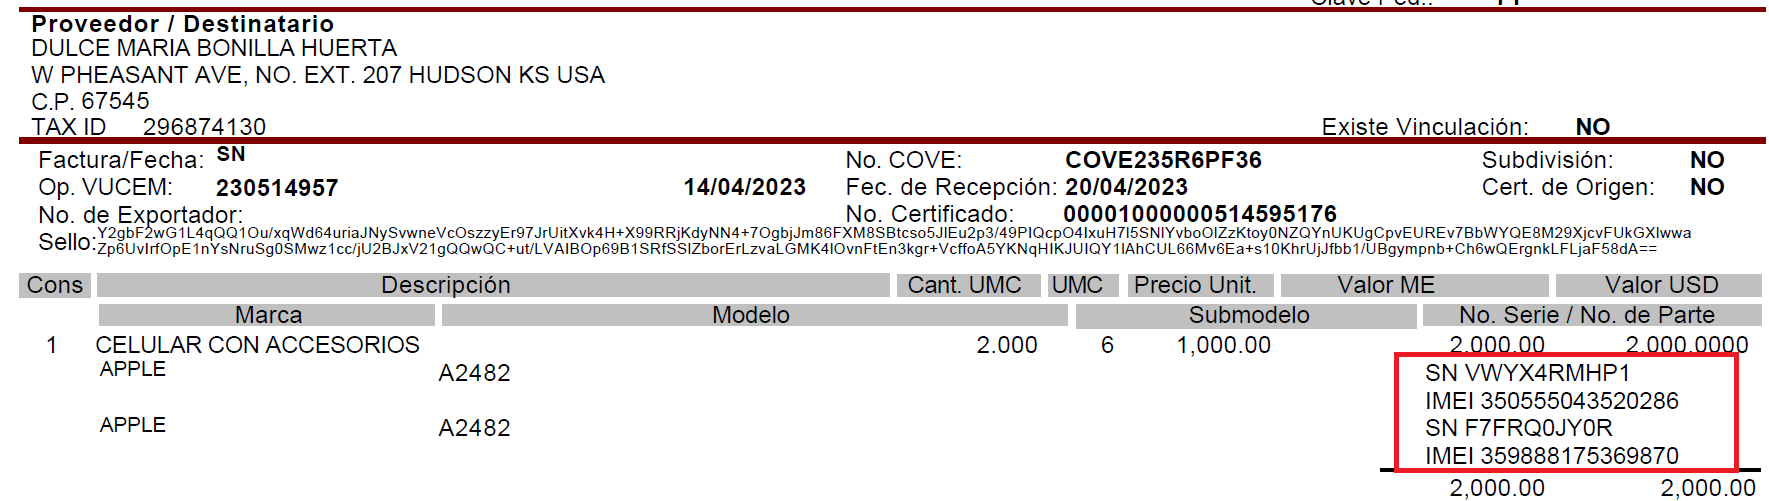 Proveedor / Destinatario
DULCE MARIA BONILLA HUERTA
W PHEASANT AVE, NO. EXT. 207 HUDSON KS USA
C.P. 67545
TAX ID 296874130 Existe Vinculación: NO
Factura/Fecha: SN No. COVE: COVE235R6PF36 Subdivisión: NO
Op. VUCEM: 230514957 14/04/2023 Fec. de Recepción: 20/04/2023 Cert. de Origen: NO
No. de Exportador: No. Certificado: 00001000000514595176
Sello: Y2gbF2wG1L4qQQ1Ou/xqWd64uriaJNySvwneVcOszzyEr97JrUitXvk4H+X99RRjKdyNN4+7OgbjJm86FXM8SBtcso5JlEu2p3/49PIQcpO4IxuH7I5SNlYvboOlZzKtoy0NZQYnUKUgCpvEUREv7BbWYQE8M29XjcvFUkGXlwwa
Zp6UvIrfOpE1nYsNruSg0SMwz1cc/jU2BJxV21gQQwQC+ut/LVAIBOp69B1SRfSSIZborErLzvaLGMK4lOvnFtEn3kgr+VcffoA5YKNqHIKJUIQY1lAhCUL66Mv6Ea+s10KhrUjJfbb1/UBgympnb+Ch6wQErgnkLFLjaF58dA==
Cons Descripción Cant. UMC UMC Precio Unit. Valor ME Valor USD
Marca Modelo Submodelo No. Serie / No. de Parte
1 CELULAR CON ACCESORIOS 2.000 6 1,000.00 2,000.00 2,000.0000
APPLE A2482 SN VWYX4RMHP1
IMEI 350555043520286
APPLE A2482 SN F7FRQ0JY0R
IMEI 359888175369870
2,000.00 2,000.00